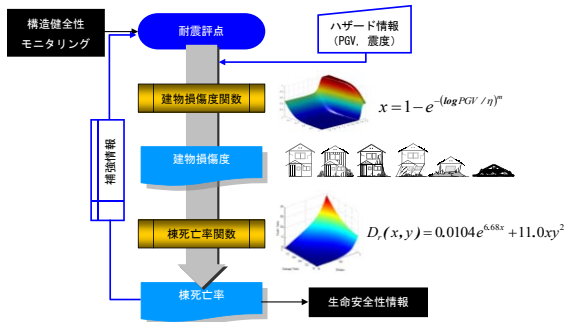 構造健全性
モニタリング
耐震評点
ハザード情報
（PGV, 震度）
建物損傷度関数
x = 1 − e^{−(logPGV / η)^m}
補強情報
建物損傷度
棟死亡率関数
D_r(x, y) = 0.0104e^{6.68x} + 11.0xy^2
棟死亡率
生命安全性情報